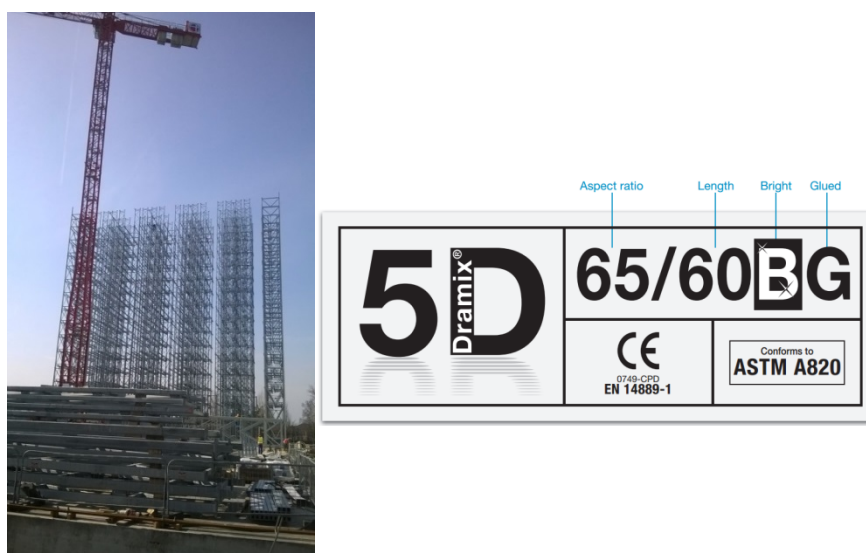 Aspect ratio Length Bright Glued
5D Dramix® 65/60BG
CE
0749-CPD
EN 14889-1
Conforms to
ASTM A820